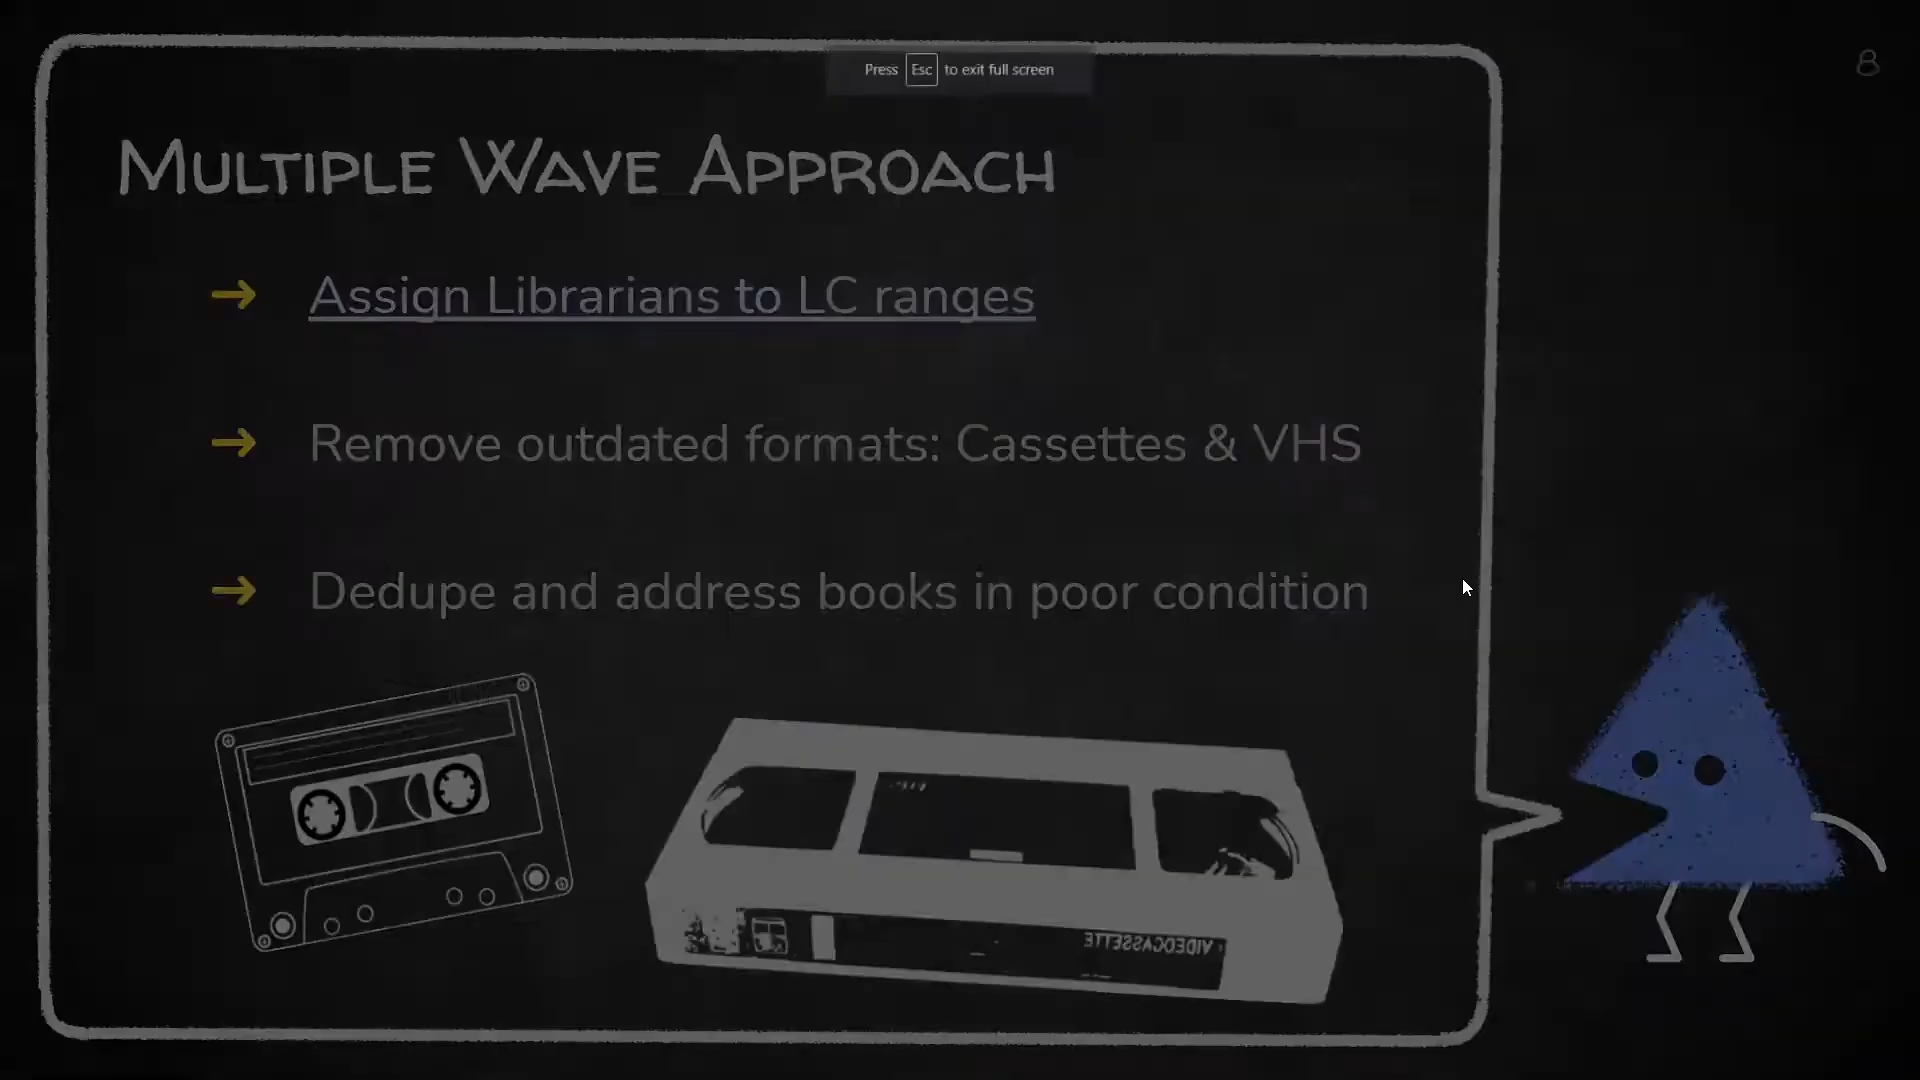 Press Esc to exit full screen
8
Multiple Wave Approach
→ Assign Librarians to LC ranges
→ Remove outdated formats: Cassettes & VHS
→ Dedupe and address books in poor condition
VIDEOCASSETTE